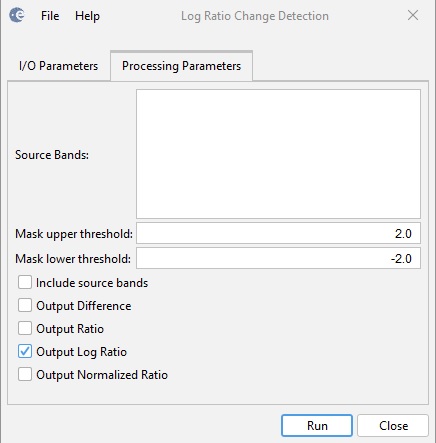 File Help Log Ratio Change Detection
I/O Parameters Processing Parameters
Source Bands:
Mask upper threshold: 2.0
Mask lower threshold: -2.0
Include source bands
Output Difference
Output Ratio
Output Log Ratio
Output Normalized Ratio
Run Close